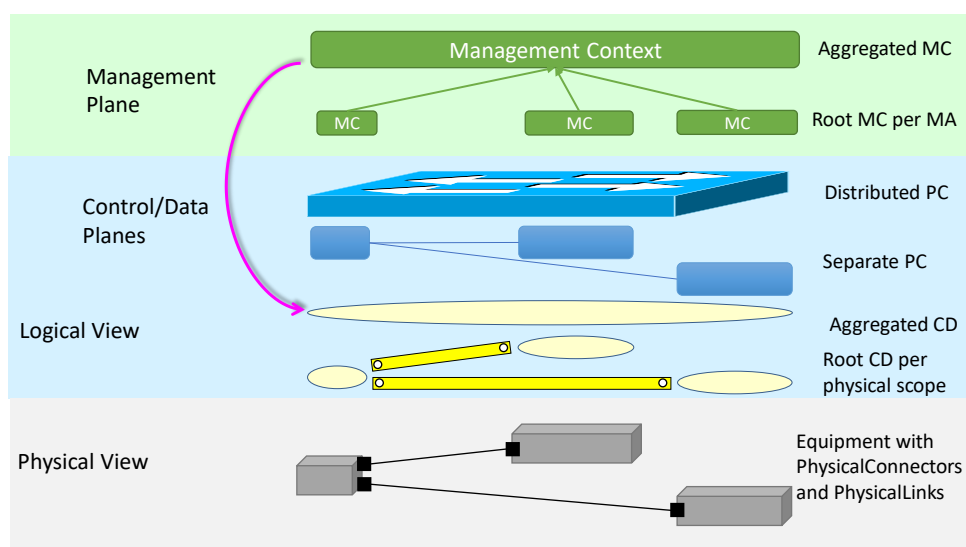 Management Context
Aggregated MC
Management
Plane
MC
MC
MC
Root MC per MA
Control/Data
Planes
Distributed PC
Separate PC
Logical View
Aggregated CD
Root CD per
physical scope
Physical View
Equipment with
PhysicalConnectors
and PhysicalLinks